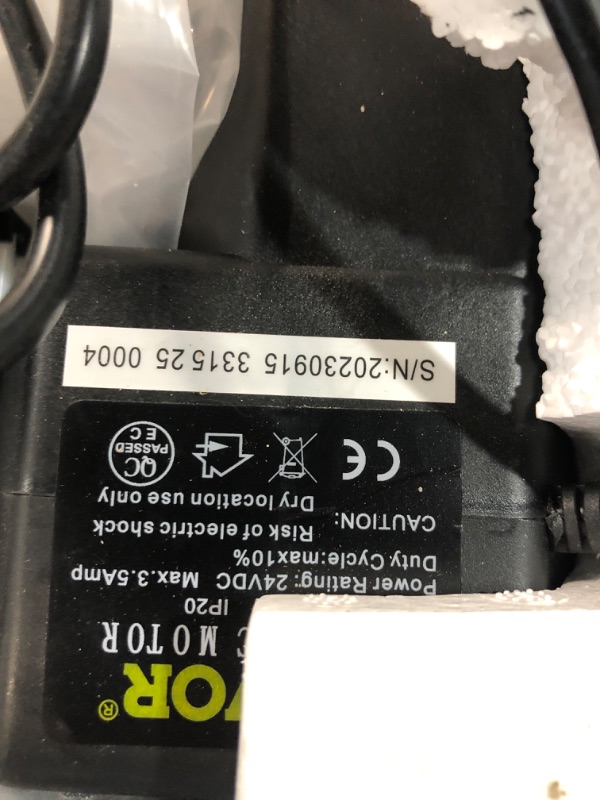 VOR®
C MOTOR
IP20
Power Rating: 24VDC Max.3.5Amp
Duty Cycle:max10%
CAUTION: Risk of electric shock
Dry location use only
CE
QC
PASSED
E C
S/N:20230915 331525 0004